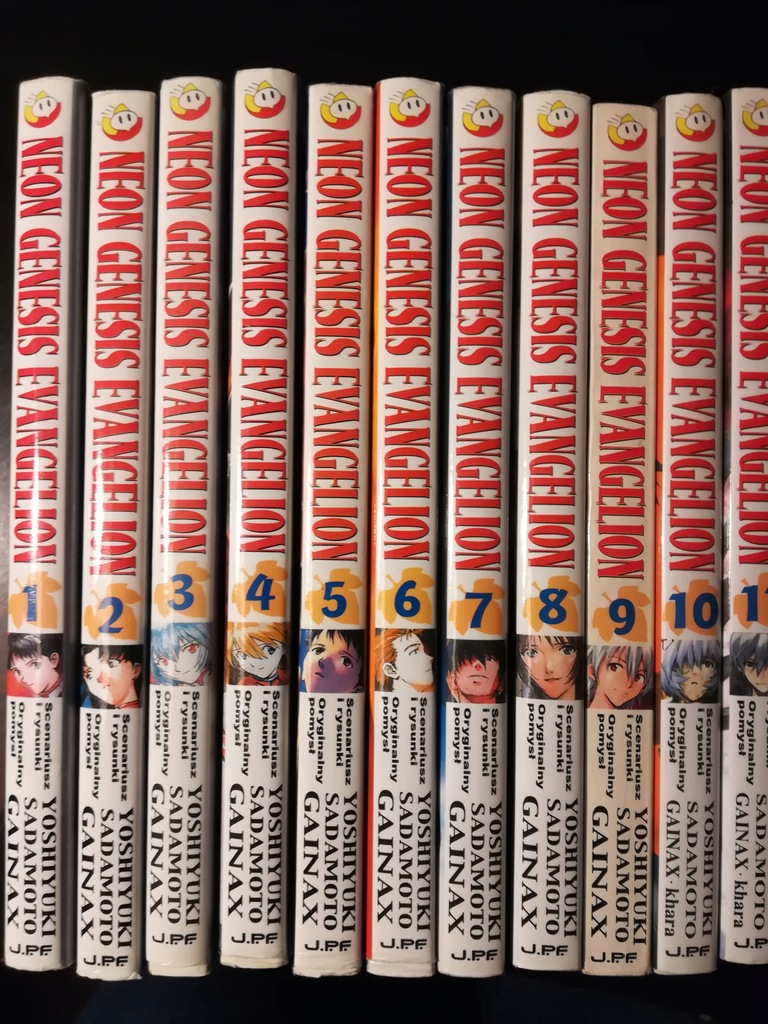 NEON GENESIS EVANGELION
1
Scenariusz
i rysunki
Oryginalny
pomysł
YOSHIYUKI
SADAMOTO
GAINAX
J.P.F.
NEON GENESIS EVANGELION
2
Scenariusz
i rysunki
Oryginalny
pomysł
YOSHIYUKI
SADAMOTO
GAINAX
J.P.F.
NEON GENESIS EVANGELION
3
Scenariusz
i rysunki
Oryginalny
pomysł
YOSHIYUKI
SADAMOTO
GAINAX
J.P.F.
NEON GENESIS EVANGELION
4
Scenariusz
i rysunki
Oryginalny
pomysł
YOSHIYUKI
SADAMOTO
GAINAX
J.P.F.
NEON GENESIS EVANGELION
5
Scenariusz
i rysunki
Oryginalny
pomysł
YOSHIYUKI
SADAMOTO
GAINAX
J.P.F.
NEON GENESIS EVANGELION
6
Scenariusz
i rysunki
Oryginalny
pomysł
YOSHIYUKI
SADAMOTO
GAINAX
J.P.F.
NEON GENESIS EVANGELION
7
Scenariusz
i rysunki
Oryginalny
pomysł
YOSHIYUKI
SADAMOTO
GAINAX
J.P.F.
NEON GENESIS EVANGELION
8
Scenariusz
i rysunki
Oryginalny
pomysł
YOSHIYUKI
SADAMOTO
GAINAX
J.P.F.
NEON GENESIS EVANGELION
9
Scenariusz
i rysunki
Oryginalny
pomysł
YOSHIYUKI
SADAMOTO
GAINAX
J.P.F.
NEON GENESIS EVANGELION
10
Scenariusz
i rysunki
Oryginalny
pomysł
YOSHIYUKI
SADAMOTO
GAINAX · khara
J.P.F.
NEON GENESIS EVANGELION
11
Oryginalny
pomysł
SADAMOTO
GAINAX · khara